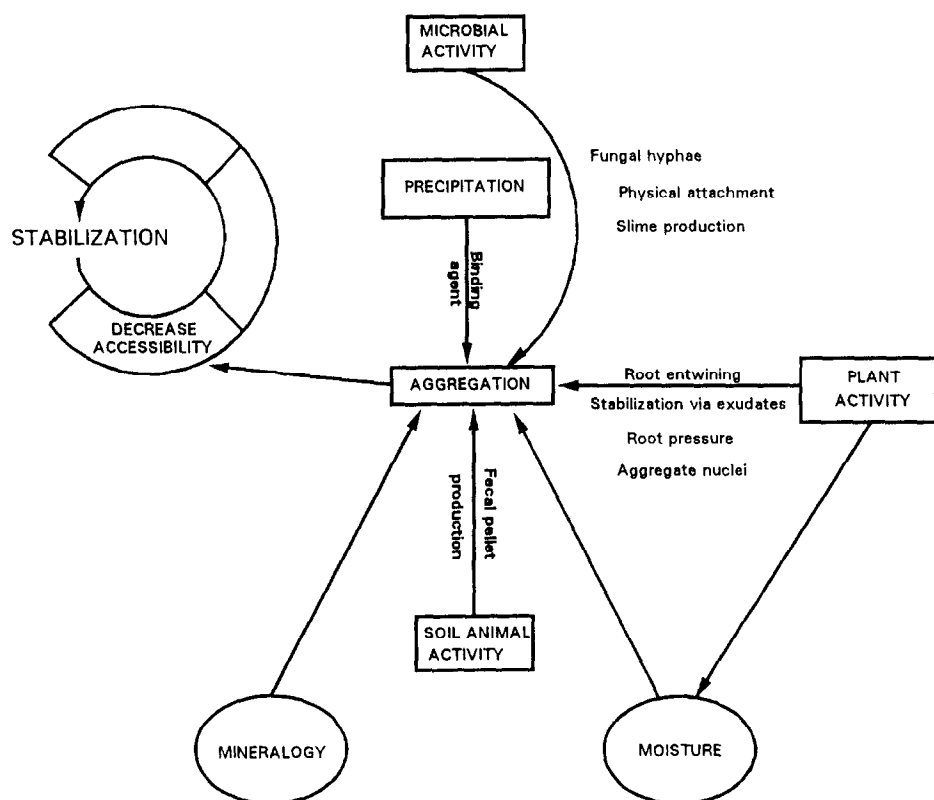 MICROBIAL
ACTIVITY
Fungal hyphae
PRECIPITATION
Physical attachment
Slime production
STABILIZATION
Binding
agent
DECREASE
ACCESSIBILITY
AGGREGATION
Root entwining
PLANT
ACTIVITY
Stabilization via exudates
Root pressure
Aggregate nuclei
Fecal pellet
production
SOIL ANIMAL
ACTIVITY
MINERALOGY
MOISTURE